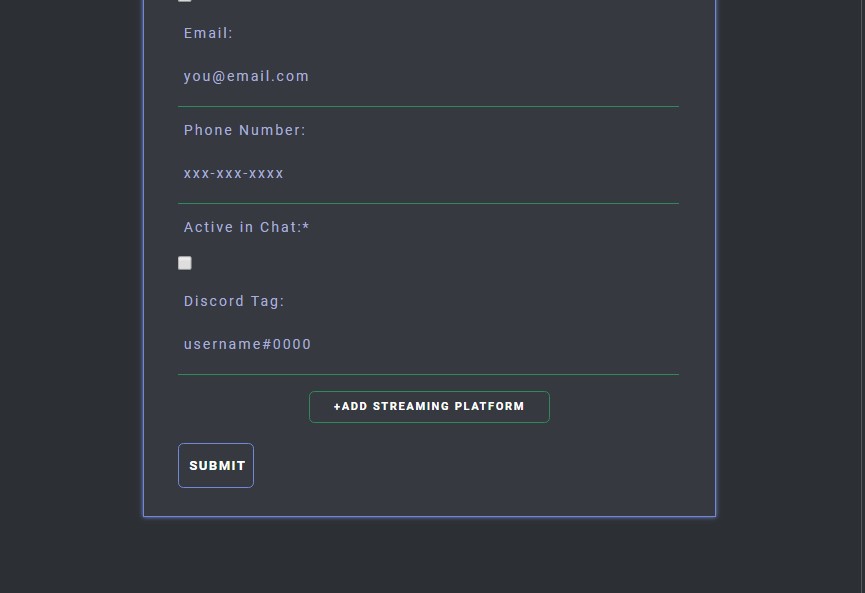 Email:
you@email.com
Phone Number:
xxx-xxx-xxxx
Active in Chat:*
Discord Tag:
username#0000
+ADD STREAMING PLATFORM
SUBMIT